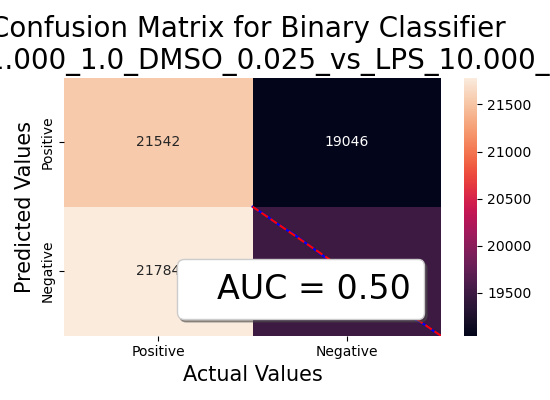 Confusion Matrix for Binary Classifier
1.000_1.0_DMSO_0.025_vs_LPS_10.000_
Predicted Values
Positive
Negative
21542
19046
21784
AUC = 0.50
Positive
Negative
Actual Values
21500
21000
20500
20000
19500